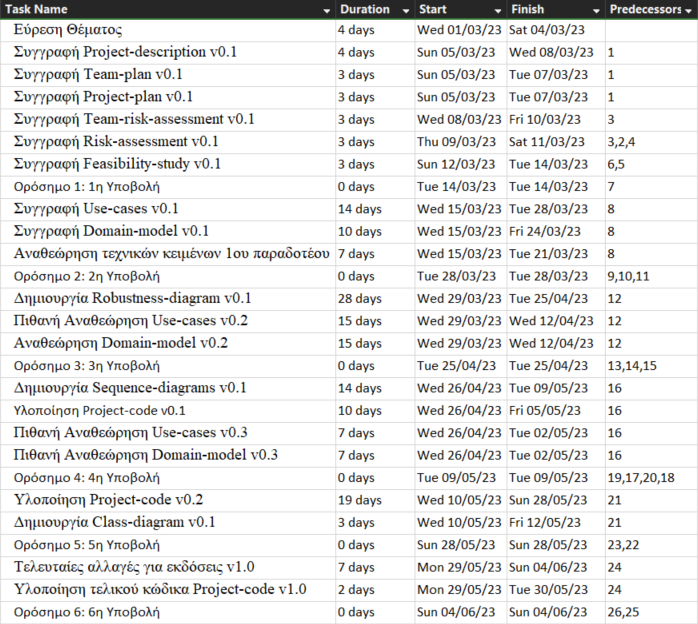 Task Name Duration Start Finish Predecessors
Εύρεση Θέματος 4 days Wed 01/03/23 Sat 04/03/23
Συγγραφή Project-description v0.1 4 days Sun 05/03/23 Wed 08/03/23 1
Συγγραφή Team-plan v0.1 3 days Sun 05/03/23 Tue 07/03/23 1
Συγγραφή Project-plan v0.1 3 days Sun 05/03/23 Tue 07/03/23 1
Συγγραφή Team-risk-assessment v0.1 3 days Wed 08/03/23 Fri 10/03/23 3
Συγγραφή Risk-assessment v0.1 3 days Thu 09/03/23 Sat 11/03/23 3,2,4
Συγγραφή Feasibility-study v0.1 3 days Sun 12/03/23 Tue 14/03/23 6,5
Ορόσημο 1: 1η Υποβολή 0 days Tue 14/03/23 Tue 14/03/23 7
Συγγραφή Use-cases v0.1 14 days Wed 15/03/23 Tue 28/03/23 8
Συγγραφή Domain-model v0.1 10 days Wed 15/03/23 Fri 24/03/23 8
Αναθεώρηση τεχνικών κειμένων 1ου παραδοτέου 7 days Wed 15/03/23 Tue 21/03/23 8
Ορόσημο 2: 2η Υποβολή 0 days Tue 28/03/23 Tue 28/03/23 9,10,11
Δημιουργία Robustness-diagram v0.1 28 days Wed 29/03/23 Tue 25/04/23 12
Πιθανή Αναθεώρηση Use-cases v0.2 15 days Wed 29/03/23 Wed 12/04/23 12
Αναθεώρηση Domain-model v0.2 15 days Wed 29/03/23 Wed 12/04/23 12
Ορόσημο 3: 3η Υποβολή 0 days Tue 25/04/23 Tue 25/04/23 13,14,15
Δημιουργία Sequence-diagrams v0.1 14 days Wed 26/04/23 Tue 09/05/23 16
Υλοποίηση Project-code v0.1 10 days Wed 26/04/23 Fri 05/05/23 16
Πιθανή Αναθεώρηση Use-cases v0.3 7 days Wed 26/04/23 Tue 02/05/23 16
Πιθανή Αναθεώρηση Domain-model v0.3 7 days Wed 26/04/23 Tue 02/05/23 16
Ορόσημο 4: 4η Υποβολή 0 days Tue 09/05/23 Tue 09/05/23 19,17,20,18
Υλοποίηση Project-code v0.2 19 days Wed 10/05/23 Sun 28/05/23 21
Δημιουργία Class-diagram v0.1 3 days Wed 10/05/23 Fri 12/05/23 21
Ορόσημο 5: 5η Υποβολή 0 days Sun 28/05/23 Sun 28/05/23 23,22
Τελευταίες αλλαγές για εκδόσεις v1.0 7 days Mon 29/05/23 Sun 04/06/23 24
Υλοποίηση τελικού κώδικα Project-code v1.0 2 days Mon 29/05/23 Tue 30/05/23 24
Ορόσημο 6: 6η Υποβολή 0 days Sun 04/06/23 Sun 04/06/23 26,25